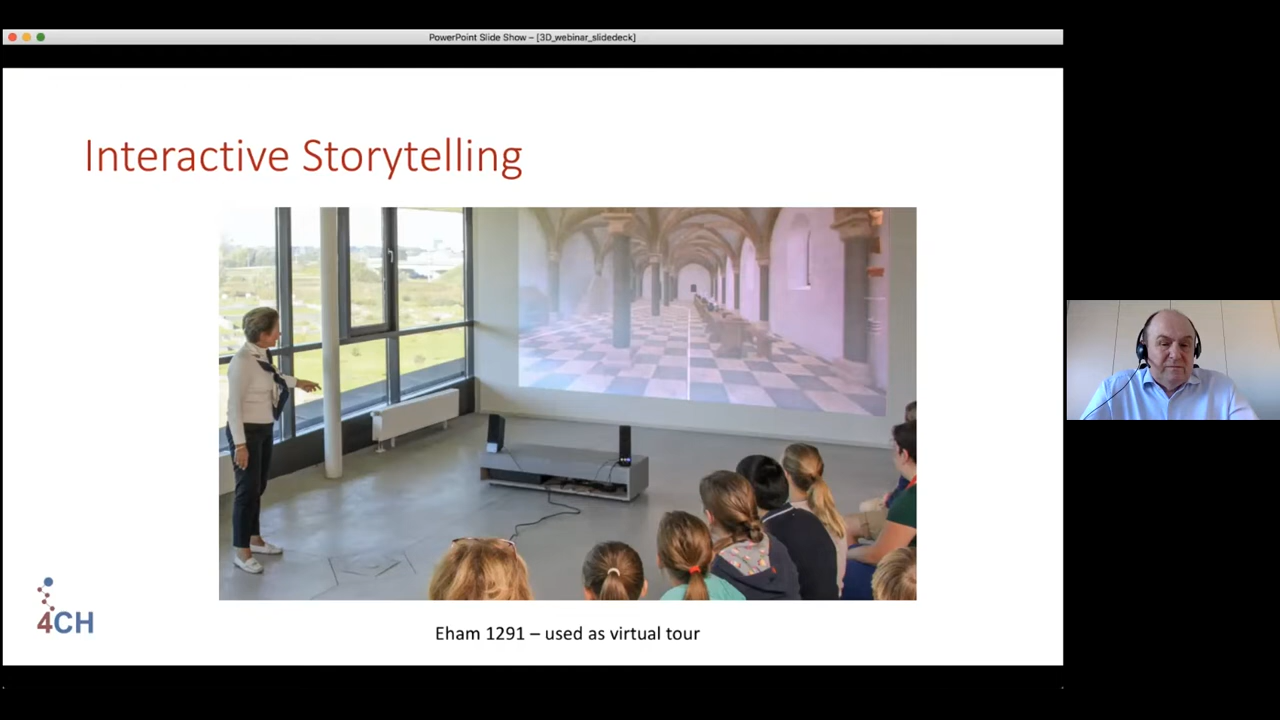 PowerPoint Slide Show – [3D_webinar_slidedeck]
Interactive Storytelling
4CH
Eham 1291 – used as virtual tour